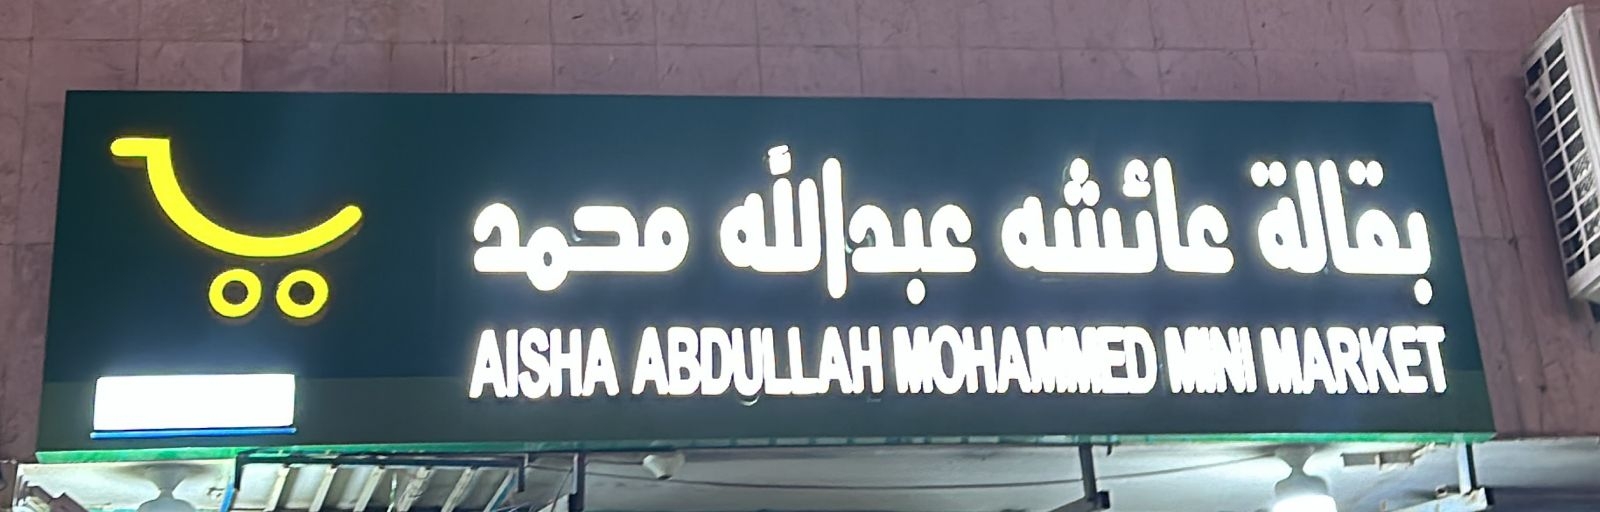 بقالة عائشه عبدالله محمد
AISHA ABDULLAH MOHAMMED MINI MARKET